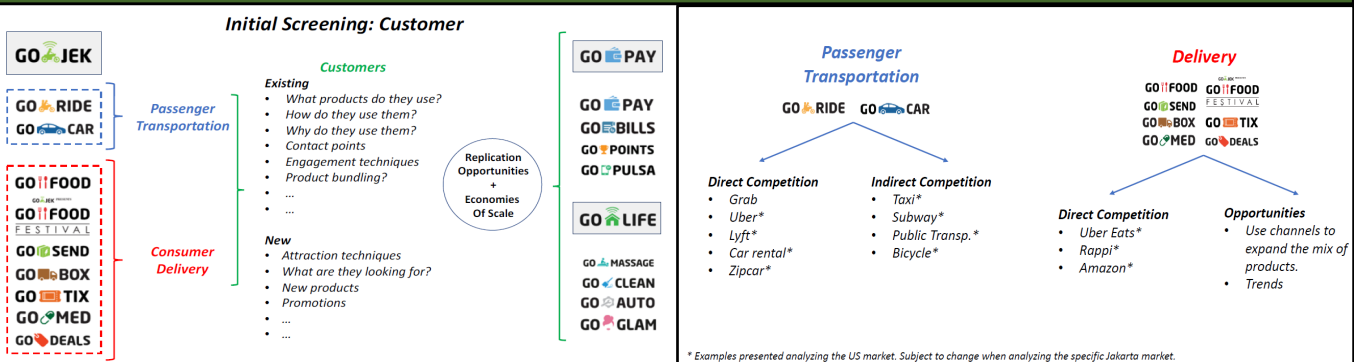 Initial Screening: Customer
GO JEK
GO RIDE
GO CAR
Passenger
Transportation
GO FOOD
GO JEK
GO FOOD
FESTIVAL
GO SEND
GO BOX
GO TIX
GO MED
GO DEALS
Consumer
Delivery
Customers
Existing
• What products do they use?
• How do they use them?
• Why do they use them?
• Contact points
• Engagement techniques
• Product bundling?
• ...
• ...
New
• Attraction techniques
• What are they looking for?
• New products
• Promotions
• ...
• ...
Replication
Opportunities
+
Economies
Of Scale
GO PAY
GO PAY
GO BILLS
GO POINTS
GO PULSA
GO LIFE
GO MASSAGE
GO CLEAN
GO AUTO
GO GLAM
Passenger
Transportation
GO RIDE GO CAR
Direct Competition
• Grab
• Uber*
• Lyft*
• Car rental*
• Zipcar*
Indirect Competition
• Taxi*
• Subway*
• Public Transp.*
• Bicycle*
Delivery
GO FOOD
GO SEND
GO BOX
GO MED
GO JEK
GO FOOD
FESTIVAL
GO TIX
GO DEALS
Direct Competition
• Uber Eats*
• Rappi*
• Amazon*
Opportunities
• Use channels to
expand the mix of
products.
• Trends
* Examples presented analyzing the US market. Subject to change when analyzing the specific Jakarta market.